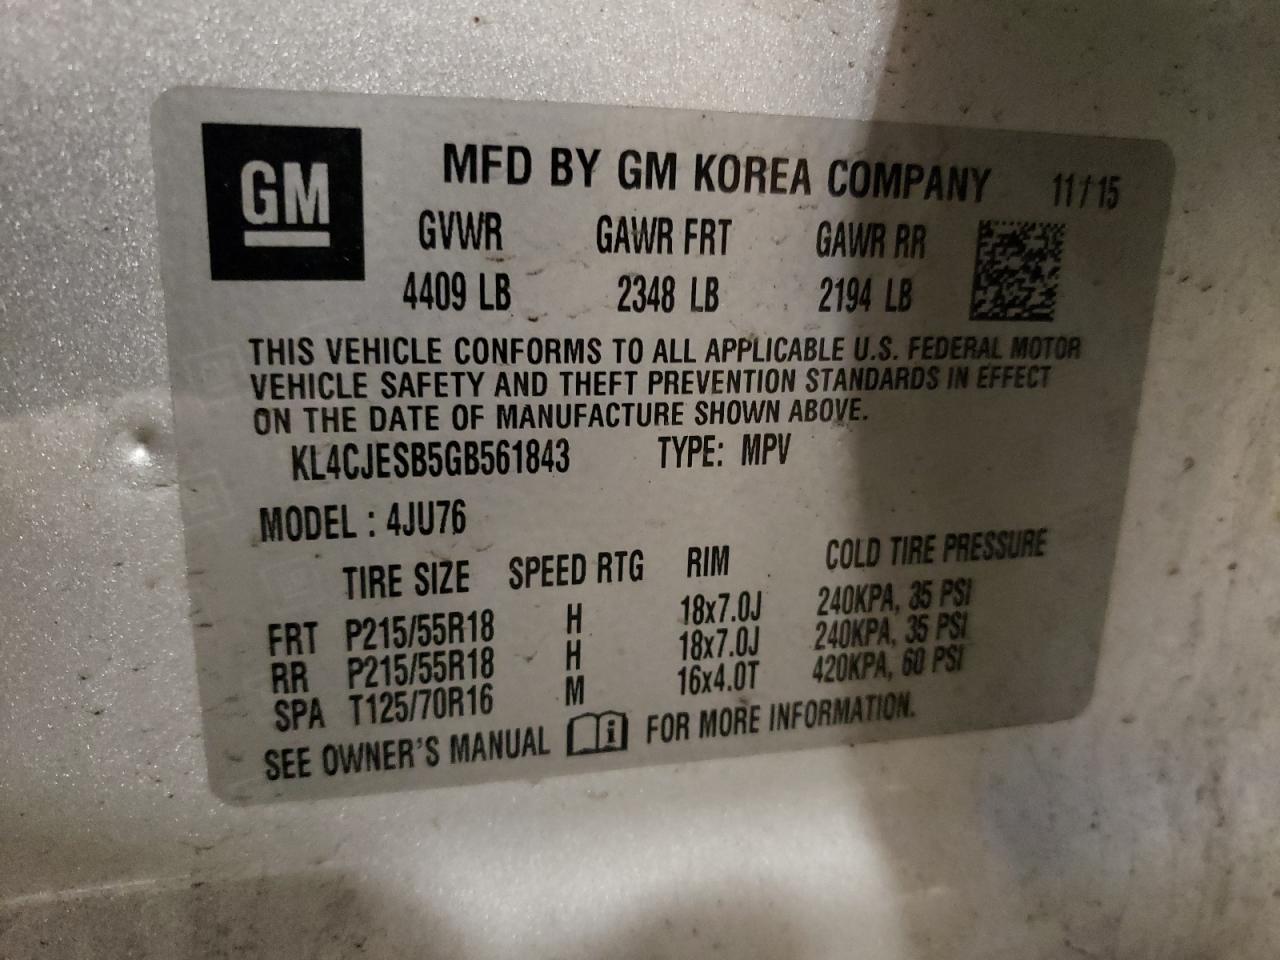 GM
MFD BY GM KOREA COMPANY 11/15
GVWR GAWR FRT GAWR RR
4409 LB 2348 LB 2194 LB
THIS VEHICLE CONFORMS TO ALL APPLICABLE U.S. FEDERAL MOTOR
VEHICLE SAFETY AND THEFT PREVENTION STANDARDS IN EFFECT
ON THE DATE OF MANUFACTURE SHOWN ABOVE.
KL4CJESB5GB561843 TYPE: MPV
MODEL : 4JU76
TIRE SIZE SPEED RTG RIM COLD TIRE PRESSURE
FRT P215/55R18 H 18x7.0J 240KPA, 35 PSI
RR P215/55R18 H 18x7.0J 240KPA, 35 PSI
SPA T125/70R16 M 16x4.0T 420KPA, 60 PSI
SEE OWNER'S MANUAL i FOR MORE INFORMATION.